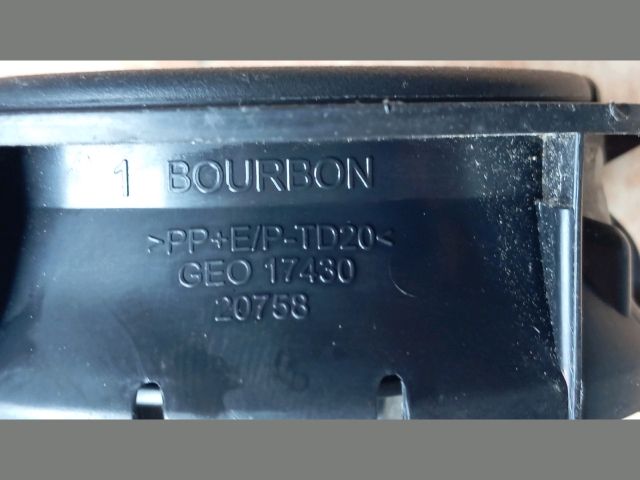 1 BOURBON
>PP+E/P-TD20<
GEO 17430
20758